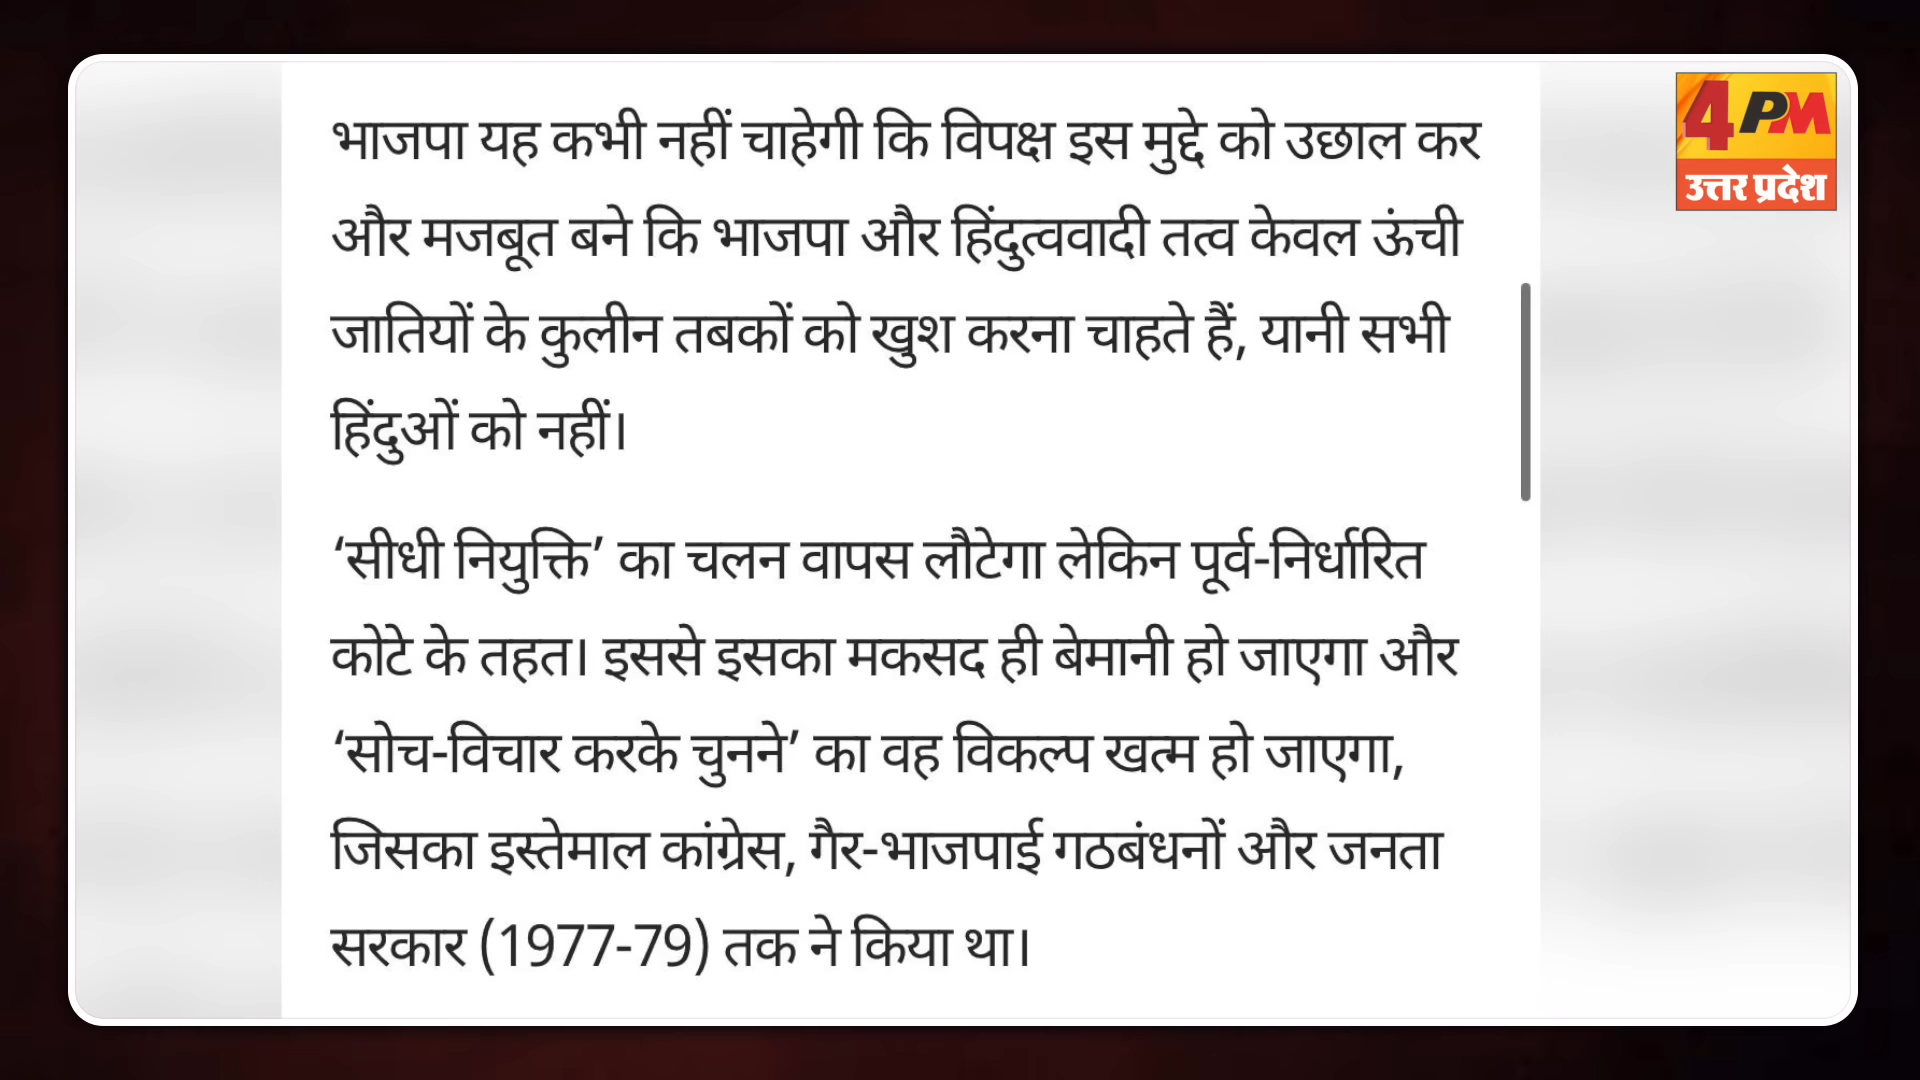 भाजपा यह कभी नहीं चाहेगी कि विपक्ष इस मुद्दे को उछाल कर
और मजबूत बने कि भाजपा और हिंदुत्ववादी तत्व केवल ऊंची
जातियों के कुलीन तबकों को खुश करना चाहते हैं, यानी सभी
हिंदुओं को नहीं।
‘सीधी नियुक्ति’ का चलन वापस लौटेगा लेकिन पूर्व-निर्धारित
कोटे के तहत। इससे इसका मकसद ही बेमानी हो जाएगा और
‘सोच-विचार करके चुनने’ का वह विकल्प खत्म हो जाएगा,
जिसका इस्तेमाल कांग्रेस, गैर-भाजपाई गठबंधनों और जनता
सरकार (1977-79) तक ने किया था।
4PM
उत्तर प्रदेश